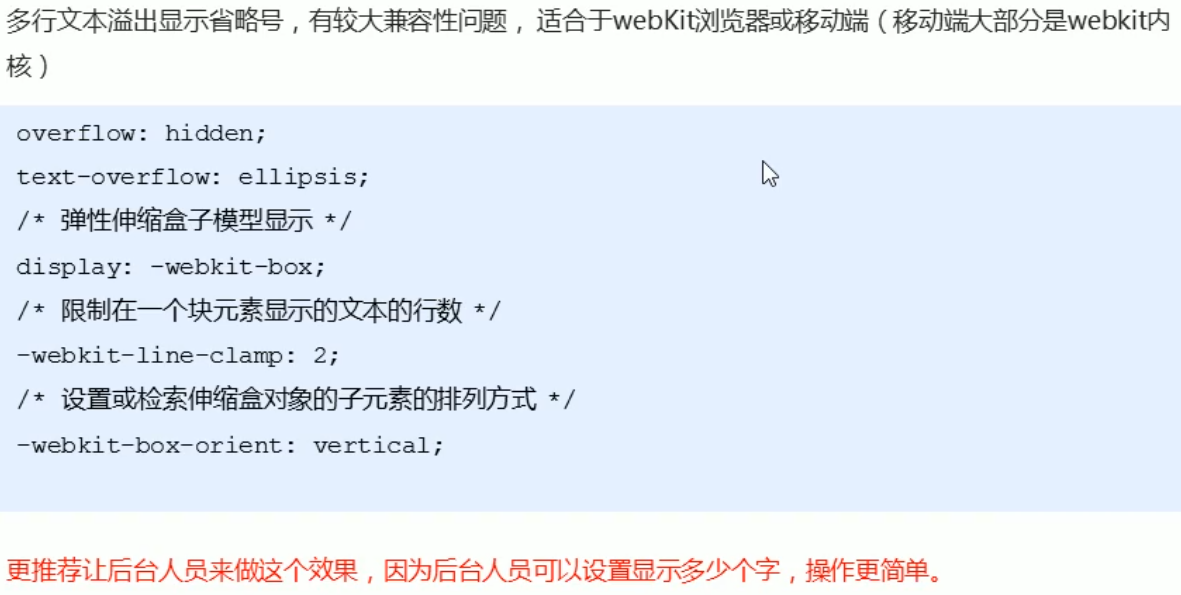 多行文本溢出显示省略号，有较大兼容性问题， 适合于webKit浏览器或移动端（移动端大部分是webkit内
核）
overflow: hidden;
text-overflow: ellipsis;
/* 弹性伸缩盒子模型显示 */
display: -webkit-box;
/* 限制在一个块元素显示的文本的行数 */
-webkit-line-clamp: 2;
/* 设置或检索伸缩盒对象的子元素的排列方式 */
-webkit-box-orient: vertical;
更推荐让后台人员来做这个效果，因为后台人员可以设置显示多少个字，操作更简单。